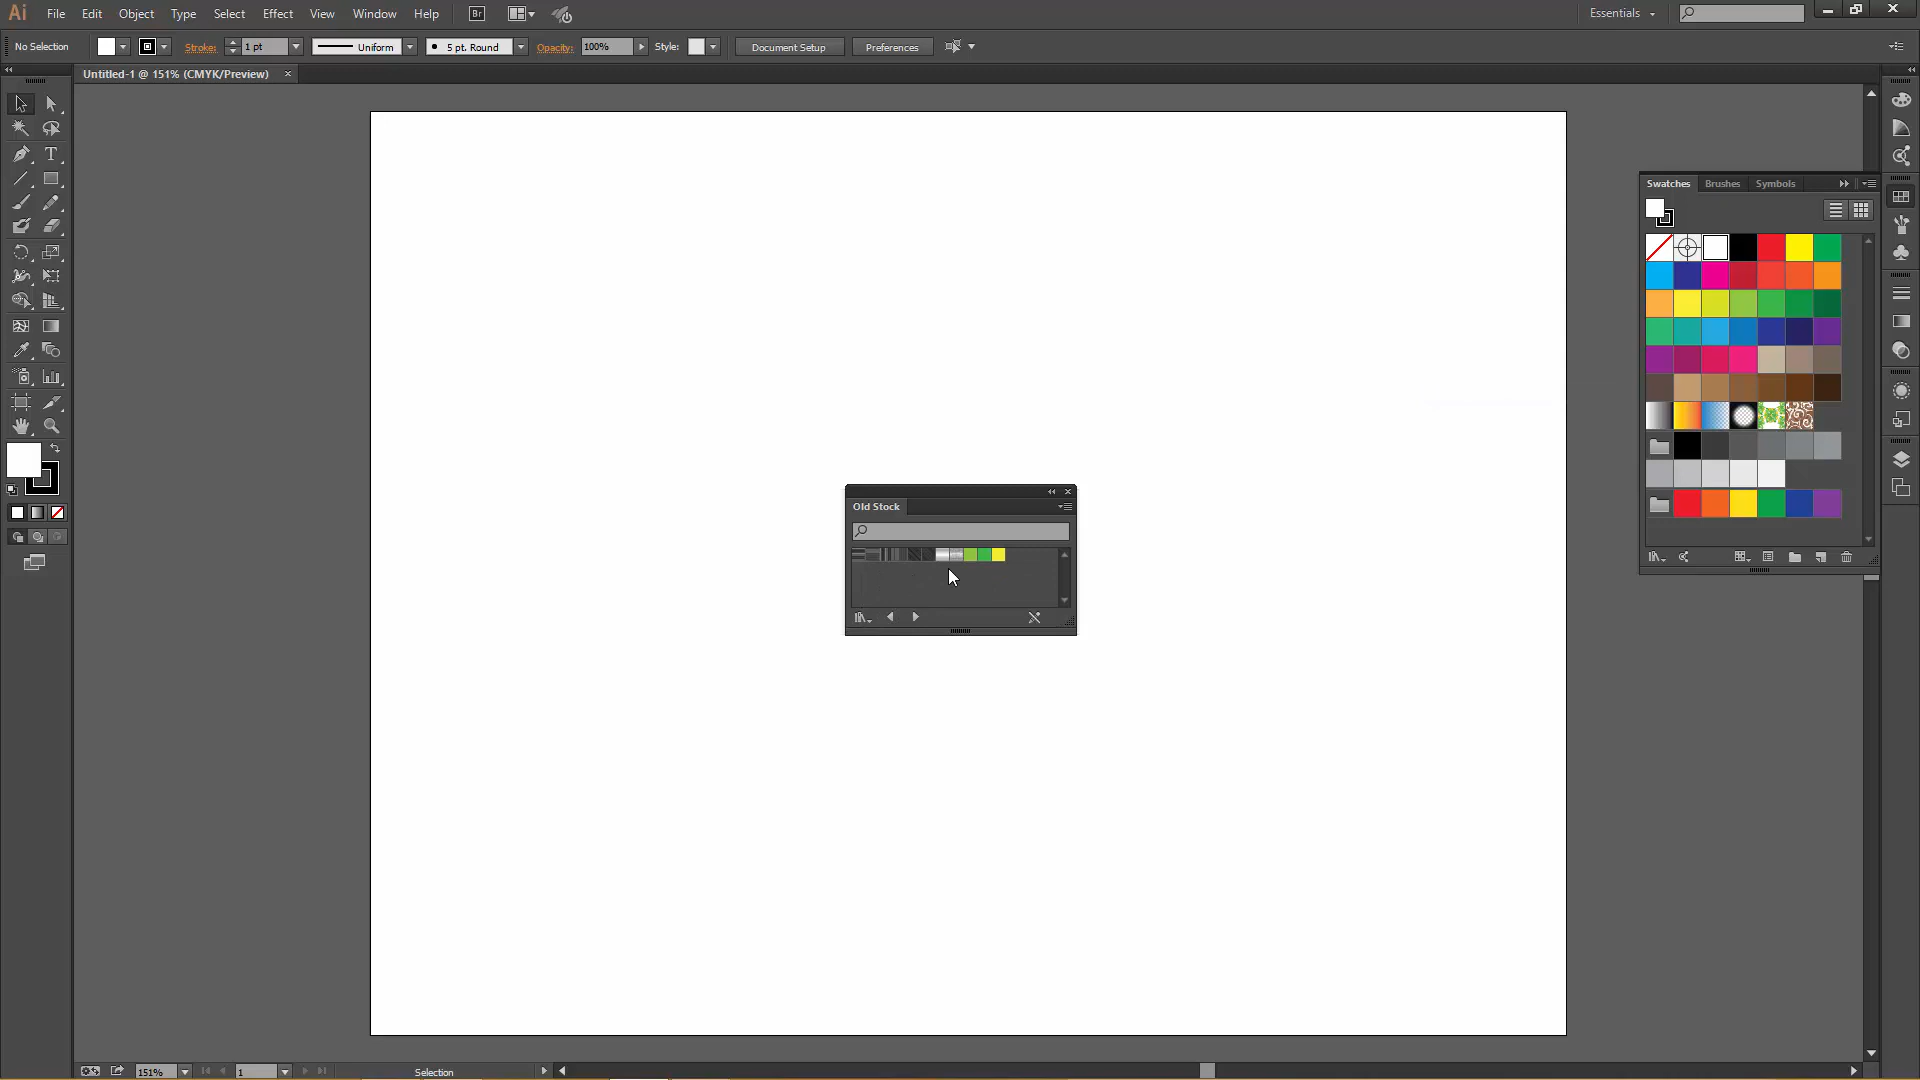 Ai File Edit Object Type Select Effect View Window Help Br Essentials
No Selection Stroke: 1 pt Uniform 5 pt. Round Opacity: 100% Style: Document Setup Preferences
Untitled-1 @ 151% (CMYK/Preview)
Swatches Brushes Symbols
Old Stock
151% 1 Selection